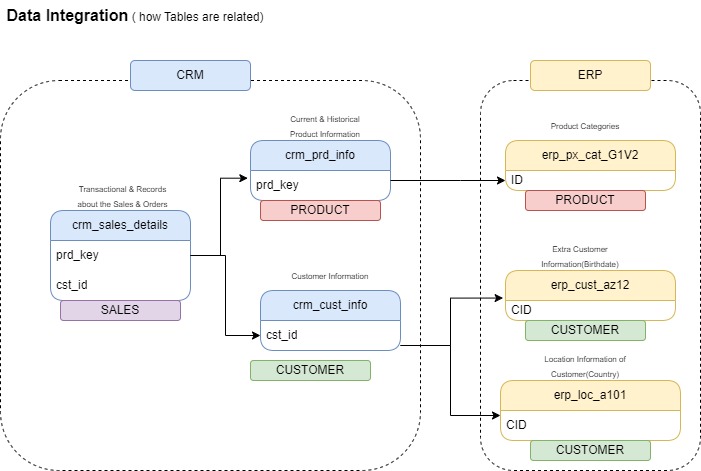 Data Integration ( how Tables are related)
CRM
ERP
Current & Historical
Product Information
crm_prd_info
prd_key
PRODUCT
Product Categories
erp_px_cat_G1V2
ID
PRODUCT
Transactional & Records
about the Sales & Orders
crm_sales_details
prd_key
cst_id
SALES
Customer Information
crm_cust_info
cst_id
CUSTOMER
Extra Customer
Information(Birthdate)
erp_cust_az12
CID
CUSTOMER
Location Information of
Customer(Country)
erp_loc_a101
CID
CUSTOMER